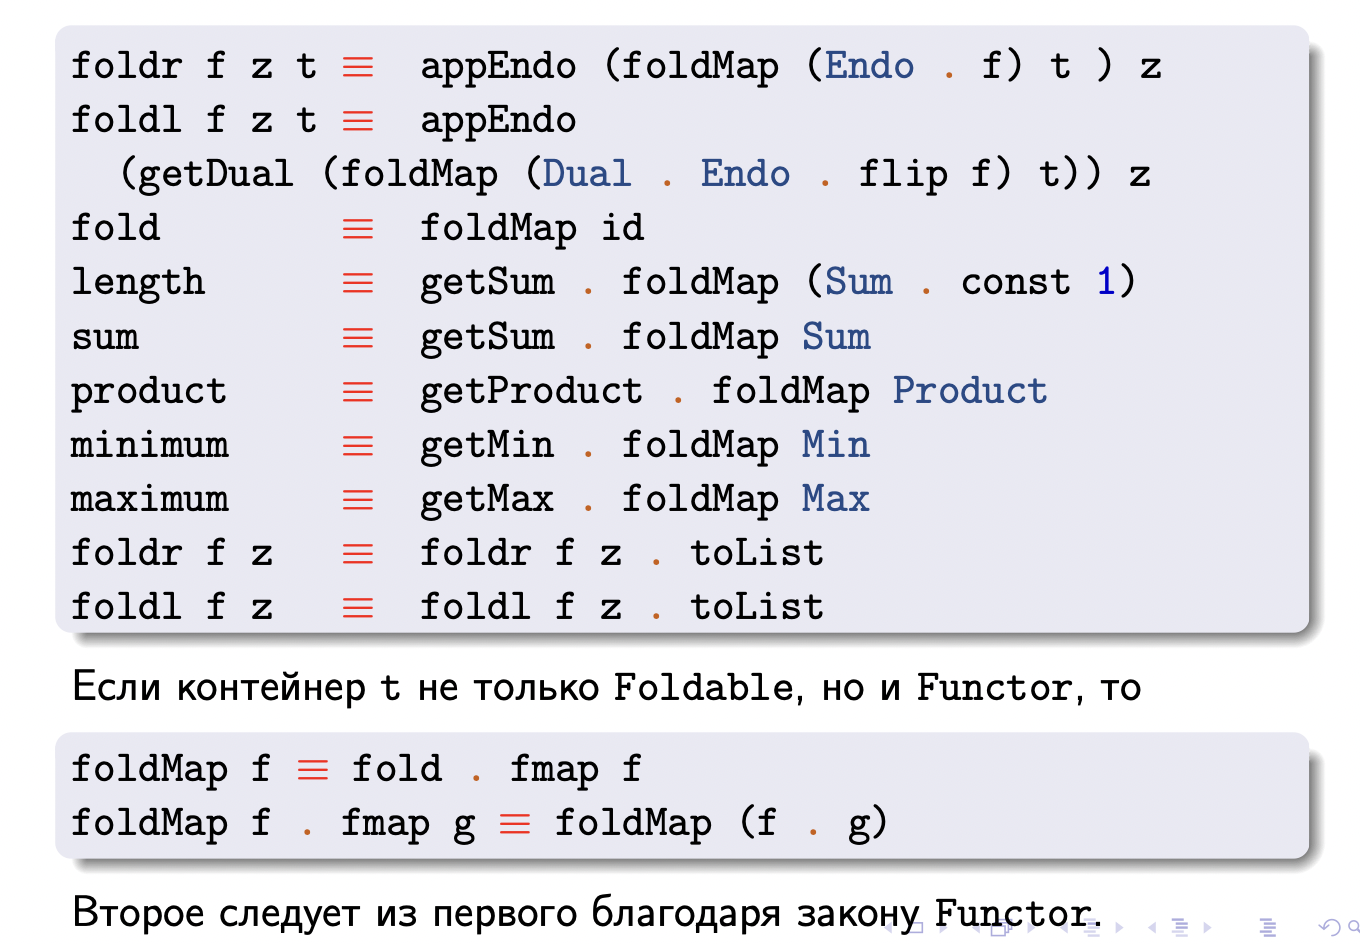 foldr f z t ≡ appEndo (foldMap (Endo . f) t ) z
foldl f z t ≡ appEndo
(getDual (foldMap (Dual . Endo . flip f) t)) z
fold ≡ foldMap id
length ≡ getSum . foldMap (Sum . const 1)
sum ≡ getSum . foldMap Sum
product ≡ getProduct . foldMap Product
minimum ≡ getMin . foldMap Min
maximum ≡ getMax . foldMap Max
foldr f z ≡ foldr f z . toList
foldl f z ≡ foldl f z . toList
Если контейнер t не только Foldable, но и Functor, то
foldMap f ≡ fold . fmap f
foldMap f . fmap g ≡ foldMap (f . g)
Второе следует из первого благодаря закону Functor.